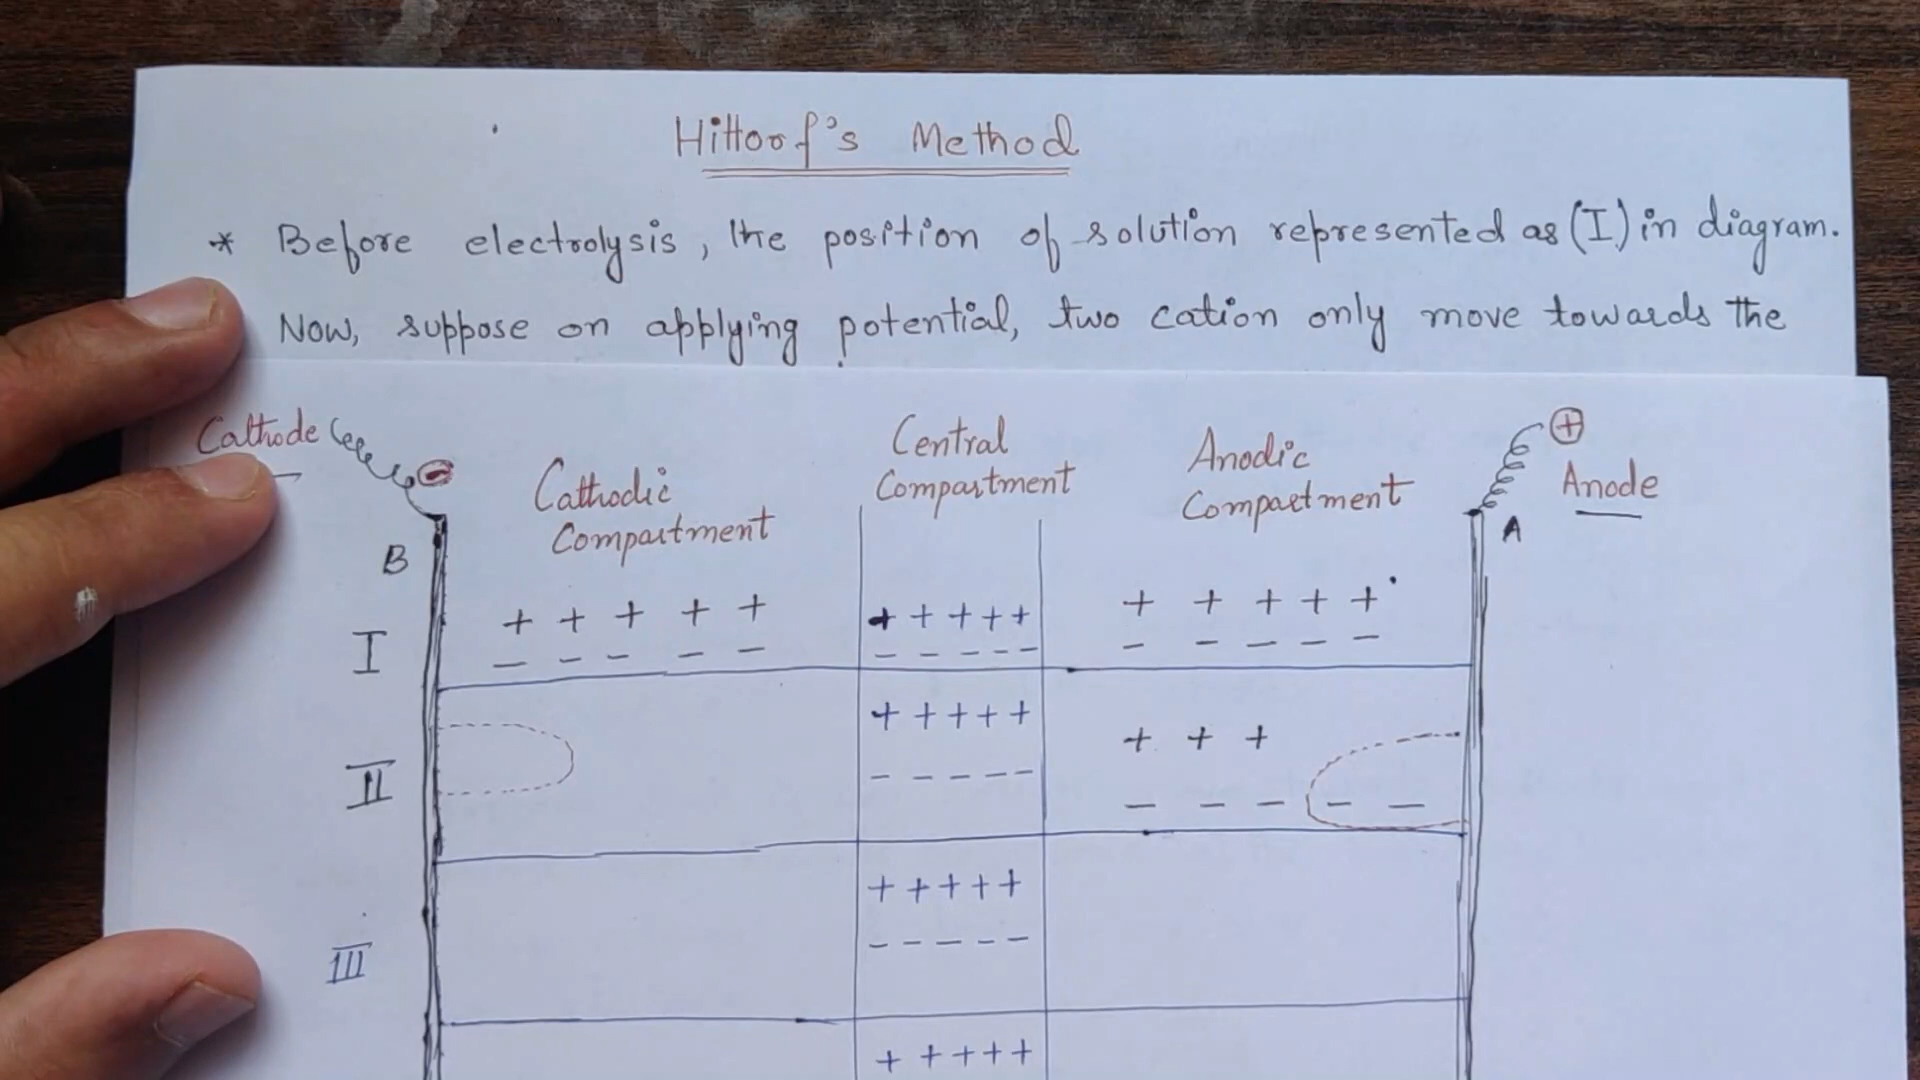 Hittorf's Method
* Before electrolysis, the position of solution represented as (I) in diagram.
Now, suppose on applying potential, two cation only move towards the
Cathode
-
Cathodic
Compartment
Central
Compartment
Anodic
Compartment
+
Anode
B
A
I
+ + + + +
- - - - -
+ + + + +
- - - - -
+ + + + +
- - - - -
II
+ + + + +
- - - - -
+ + +
- - - - -
III
+ + + + +
- - - - -
+ + + + +